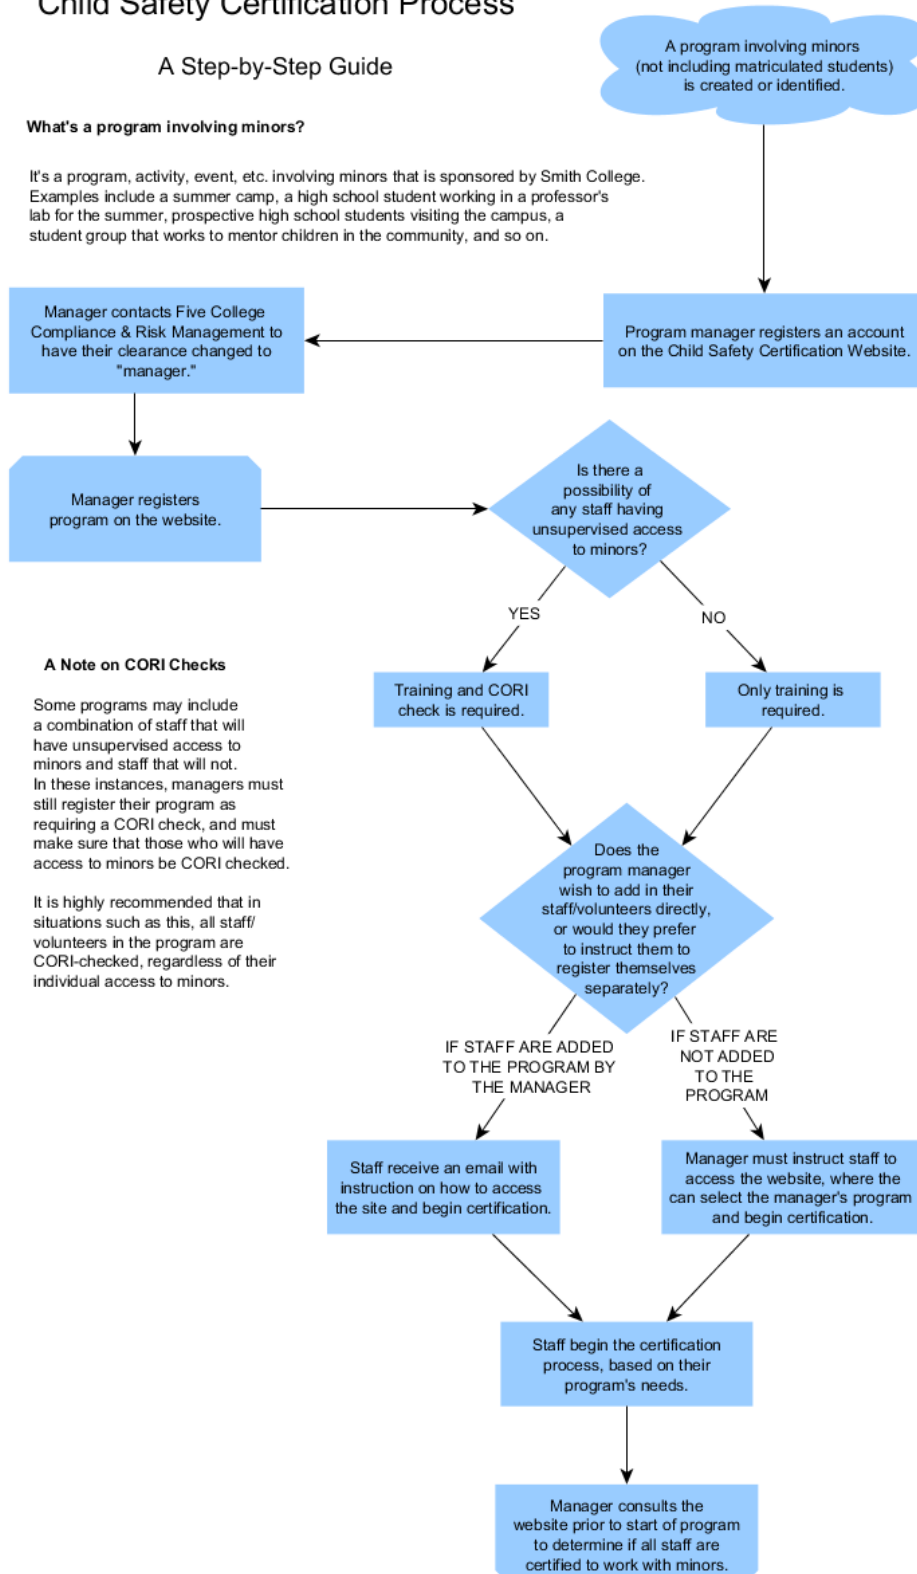 Child Safety Certification Process
A Step-by-Step Guide
A program involving minors
(not including matriculated students)
is created or identified.
What's a program involving minors?
It's a program, activity, event, etc. involving minors that is sponsored by Smith College.
Examples include a summer camp, a high school student working in a professor's
lab for the summer, prospective high school students visiting the campus, a
student group that works to mentor children in the community, and so on.
Manager contacts Five College
Compliance & Risk Management to
have their clearance changed to
"manager."
Program manager registers an account
on the Child Safety Certification Website.
Manager registers
program on the website.
Is there a
possibility of
any staff having
unsupervised access
to minors?
YES
NO
A Note on CORI Checks
Some programs may include
a combination of staff that will
have unsupervised access to
minors and staff that will not.
In these instances, managers must
still register their program as
requiring a CORI check, and must
make sure that those who will have
access to minors be CORI checked.
It is highly recommended that in
situations such as this, all staff/
volunteers in the program are
CORI-checked, regardless of their
individual access to minors.
Training and CORI
check is required.
Only training is
required.
Does the
program manager
wish to add in their
staff/volunteers directly,
or would they prefer
to instruct them to
register themselves
separately?
IF STAFF ARE ADDED
TO THE PROGRAM BY
THE MANAGER
IF STAFF ARE
NOT ADDED
TO THE
PROGRAM
Staff receive an email with
instruction on how to access
the site and begin certification.
Manager must instruct staff to
access the website, where the
can select the manager's program
and begin certification.
Staff begin the certification
process, based on their
program's needs.
Manager consults the
website prior to start of program
to determine if all staff are
certified to work with minors.